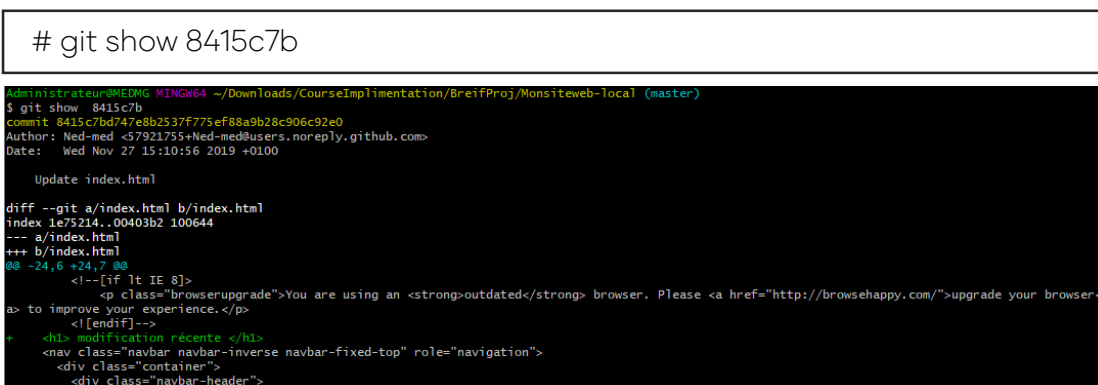 # git show 8415c7b
Administrateur@MEDMG MINGW64 ~/Downloads/CourseImplimentation/BreifProj/Monsiteweb-local (master)
$ git show  8415c7b
commit 8415c7bd747e8b2537f775ef88a9b28c906c92e0
Author: Ned-med <57921755+Ned-med@users.noreply.github.com>
Date:   Wed Nov 27 15:10:56 2019 +0100
    Update index.html
diff --git a/index.html b/index.html
index 1e75214..00403b2 100644
--- a/index.html
+++ b/index.html
@@ -24,6 +24,7 @@
         <!--[if lt IE 8]>
             <p class="browserupgrade">You are using an <strong>outdated</strong> browser. Please <a href="http://browsehappy.com/">upgrade your browser<
a> to improve your experience.</p>
         <![endif]-->
+    <h1> modification récente </h1>
     <nav class="navbar navbar-inverse navbar-fixed-top" role="navigation">
       <div class="container">
         <div class="navbar-header">